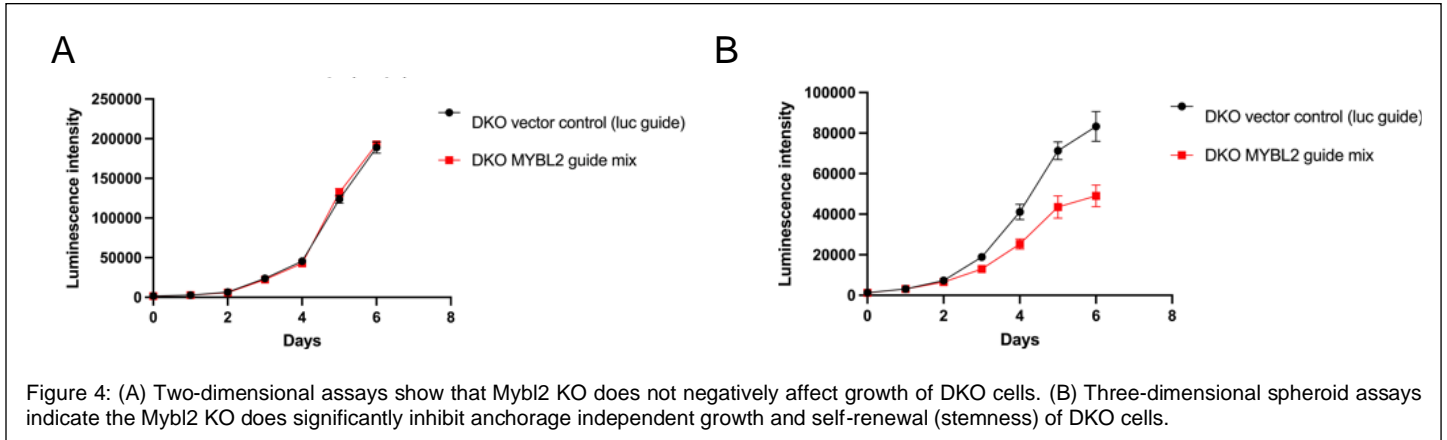 A
B
250000
200000
150000
100000
50000
0
Luminescence intensity
0 2 4 6 8
Days
DKO vector control (luc guide)
DKO MYBL2 guide mix
100000
80000
60000
40000
20000
0
Luminescence intensity
0 2 4 6 8
Days
DKO vector control (luc guide)
DKO MYBL2 guide mix
Figure 4: (A) Two-dimensional assays show that Mybl2 KO does not negatively affect growth of DKO cells. (B) Three-dimensional spheroid assays
indicate the Mybl2 KO does significantly inhibit anchorage independent growth and self-renewal (stemness) of DKO cells.